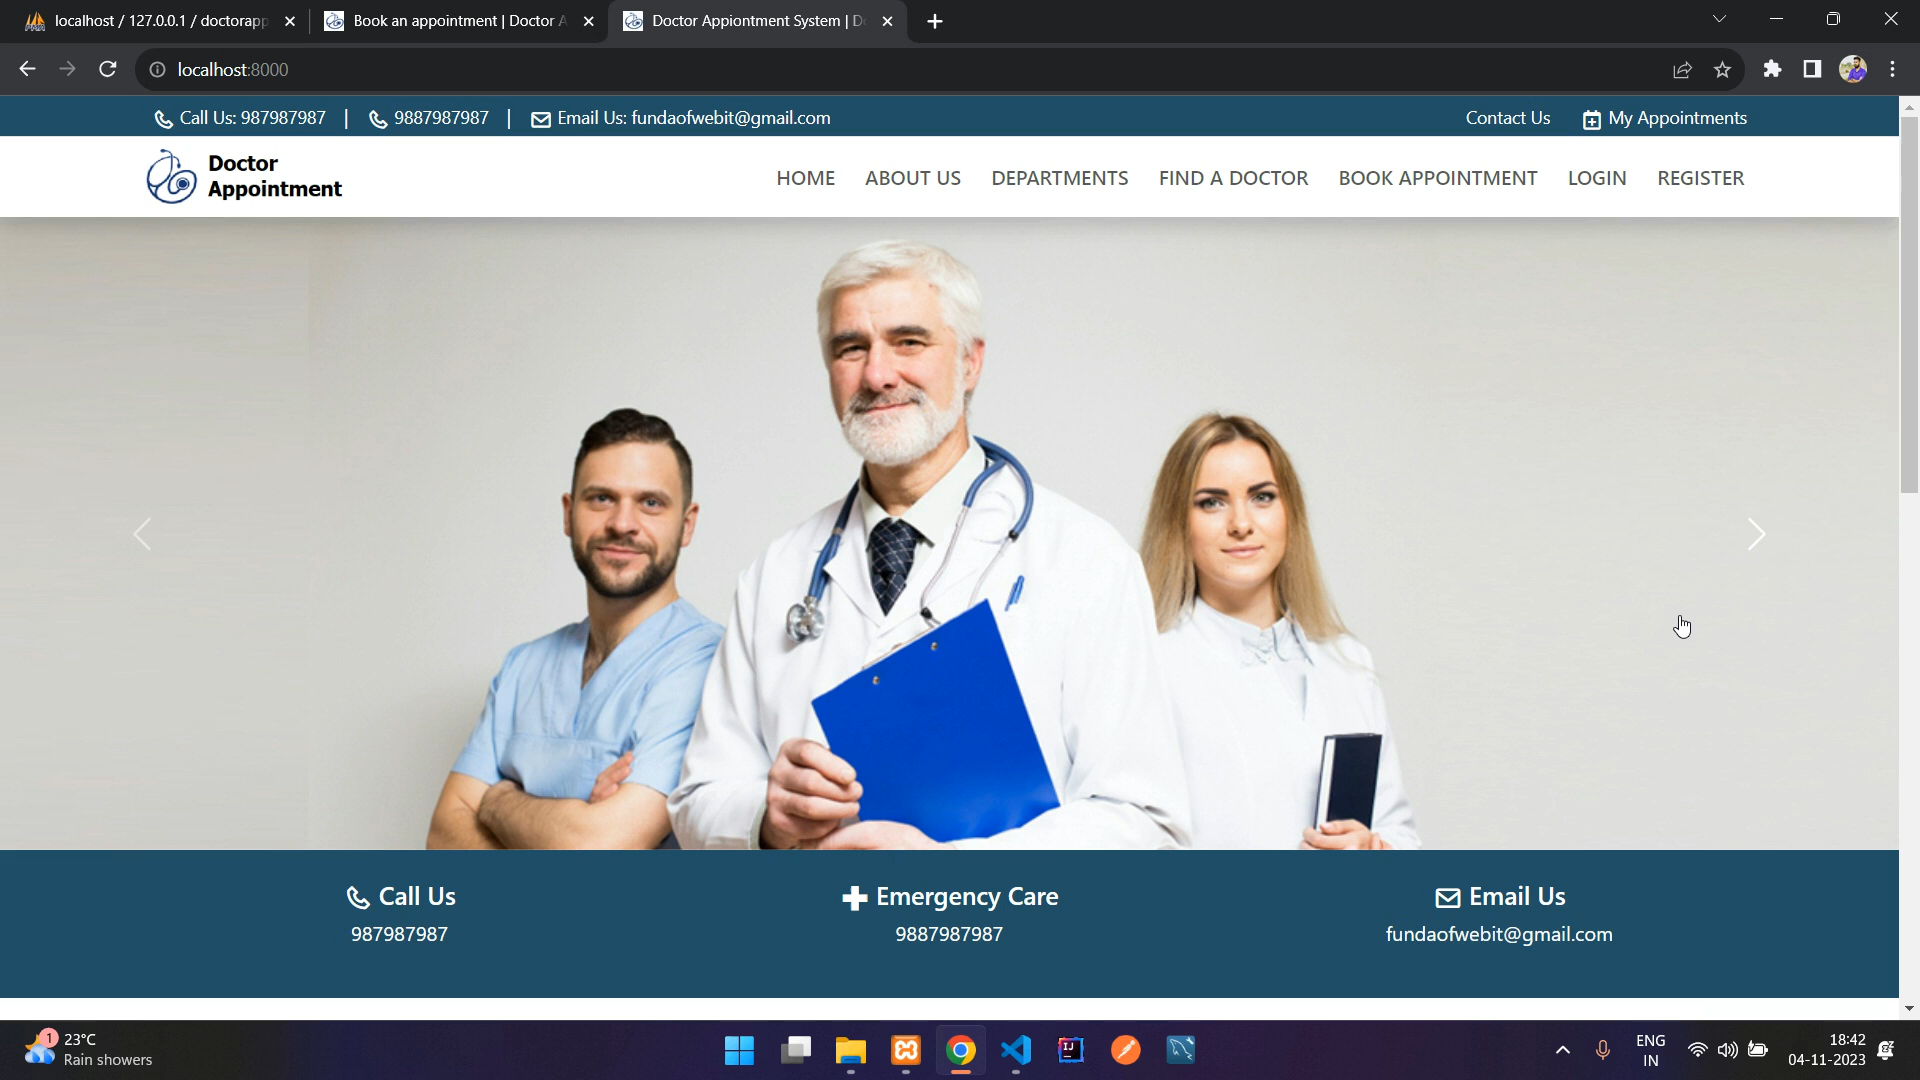 localhost / 127.0.0.1 / doctorapp
Book an appointment | Doctor A
Doctor Appiontment System | Do
localhost:8000
Call Us: 987987987 | 9887987987 | Email Us: fundaofwebit@gmail.com
Contact Us My Appointments
Doctor
Appointment
HOME ABOUT US DEPARTMENTS FIND A DOCTOR BOOK APPOINTMENT LOGIN REGISTER
Call Us
987987987
Emergency Care
9887987987
Email Us
fundaofwebit@gmail.com
1
23°C
Rain showers
IJ
ENG
IN
18:42
04-11-2023